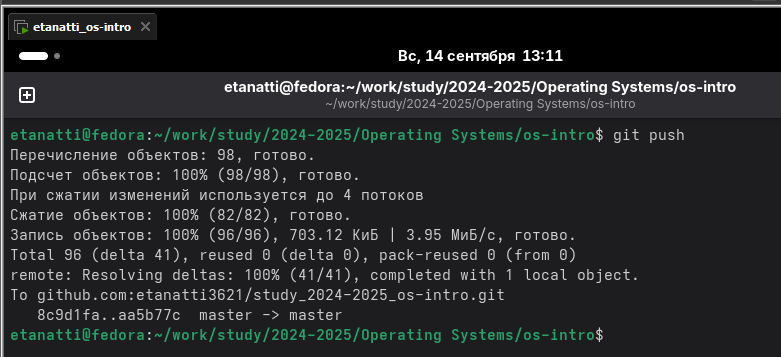 etanatti_os-intro
Вс, 14 сентября 13:11
etanatti@fedora:~/work/study/2024-2025/Operating Systems/os-intro
~/work/study/2024-2025/Operating Systems/os-intro
etanatti@fedora:~/work/study/2024-2025/Operating Systems/os-intro$ git push
Перечисление объектов: 98, готово.
Подсчет объектов: 100% (98/98), готово.
При сжатии изменений используется до 4 потоков
Сжатие объектов: 100% (82/82), готово.
Запись объектов: 100% (96/96), 703.12 КиБ | 3.95 МиБ/с, готово.
Total 96 (delta 41), reused 0 (delta 0), pack-reused 0 (from 0)
remote: Resolving deltas: 100% (41/41), completed with 1 local object.
To github.com:etanatti3621/study_2024-2025_os-intro.git
8c9d1fa..aa5b77c master -> master
etanatti@fedora:~/work/study/2024-2025/Operating Systems/os-intro$